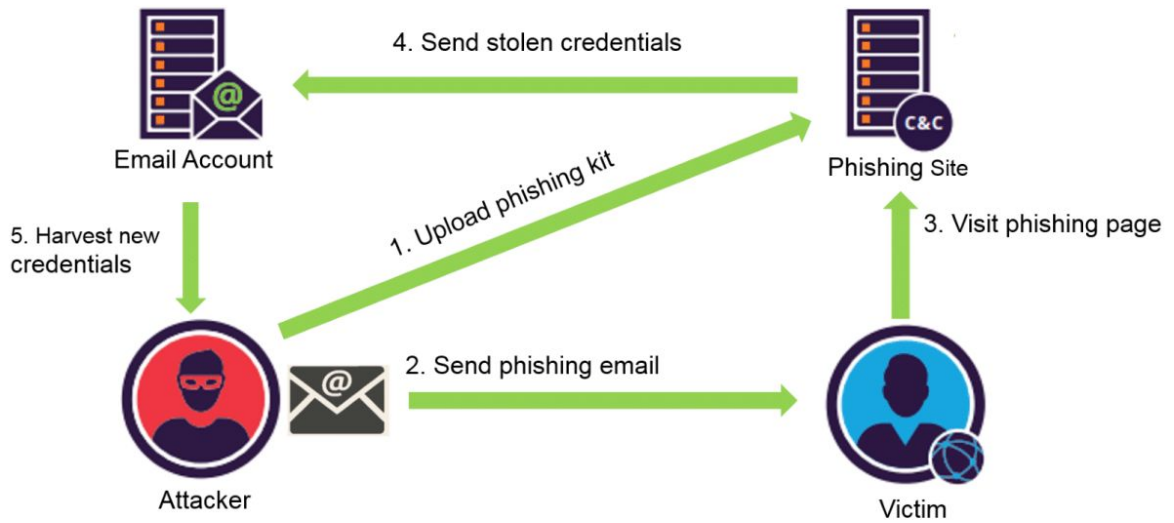 4. Send stolen credentials
@
C&C
Email Account
Phishing Site
1. Upload phishing kit
5. Harvest new
credentials
3. Visit phishing page
@
2. Send phishing email
Attacker
Victim